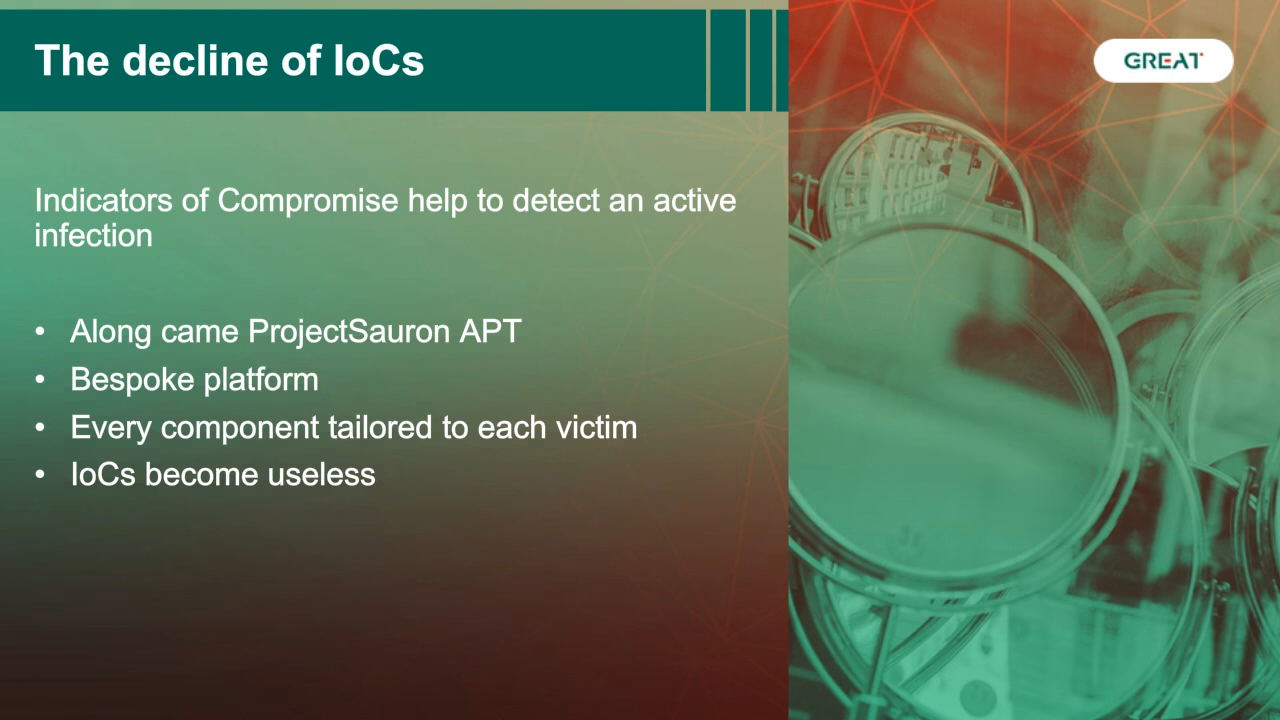 The decline of IoCs
GREAT
Indicators of Compromise help to detect an active
infection
• Along came ProjectSauron APT
• Bespoke platform
• Every component tailored to each victim
• IoCs become useless